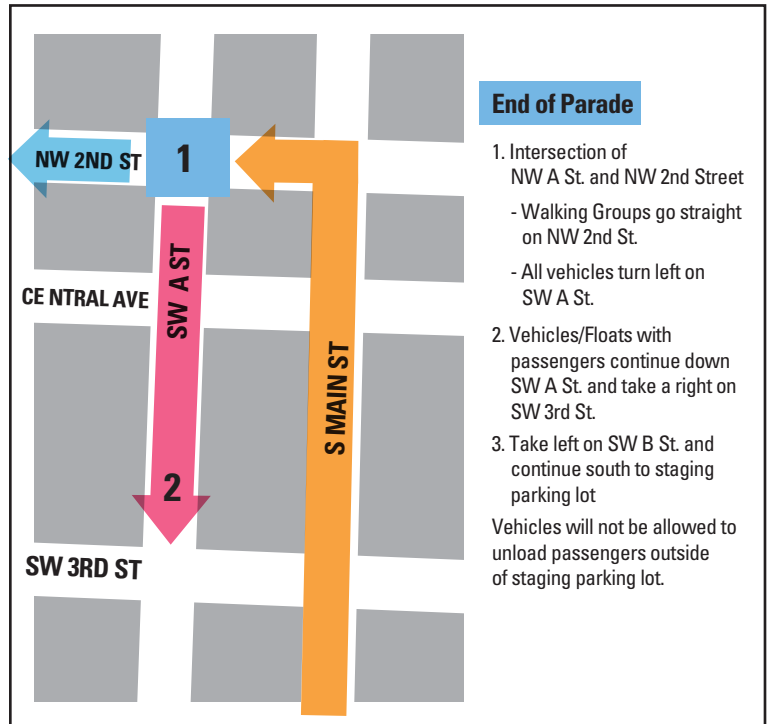 NW 2ND ST
1
SW A ST
CENTRAL AVE
S MAIN ST
2
SW 3RD ST
End of Parade
1. Intersection of
NW A St. and NW 2nd Street
- Walking Groups go straight
on NW 2nd St.
- All vehicles turn left on
SW A St.
2. Vehicles/Floats with
passengers continue down
SW A St. and take a right on
SW 3rd St.
3. Take left on SW B St. and
continue south to staging
parking lot
Vehicles will not be allowed to
unload passengers outside
of staging parking lot.